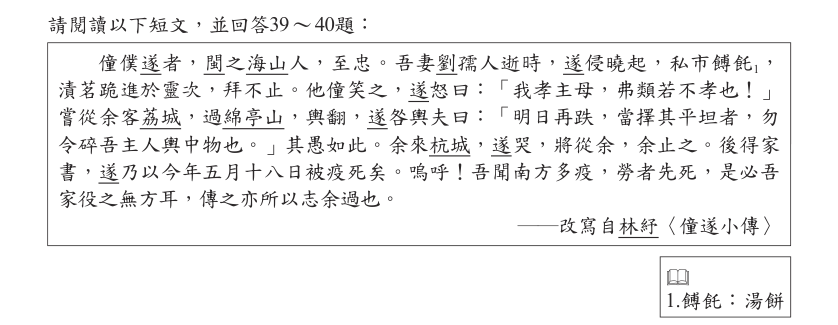 請閱讀以下短文，並回答39～40題：
僮僕遂者，閩之海山人，至忠。吾妻劉孺人逝時，遂侵曉起，私市餺飥1，
漬茗跪進於靈次，拜不止。他僮笑之，遂怒曰：「我孝主母，弗類若不孝也！」
嘗從余客荔城，過綿亭山，輿翻，遂咎輿夫曰：「明日再跌，當擇其平坦者，勿
令碎吾主人輿中物也。」其愚如此。余來杭城，遂哭，將從余，余止之。後得家
書，遂乃以今年五月十八日被疫死矣。嗚呼！吾聞南方多疫，勞者先死，是必吾
家役之無方耳，傳之亦所以志余過也。
——改寫自林紓〈僮遂小傳〉
1.餺飥：湯餅